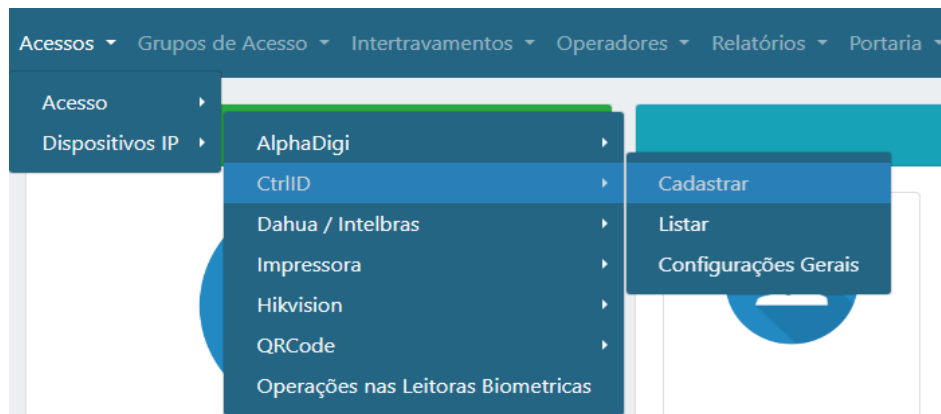 Acessos Grupos de Acesso Intertravamentos Operadores Relatórios Portaria
Acesso
Dispositivos IP
AlphaDigi
CtrlID
Dahua / Intelbras
Impressora
Hikvision
QRCode
Operações nas Leitoras Biometricas
Cadastrar
Listar
Configurações Gerais